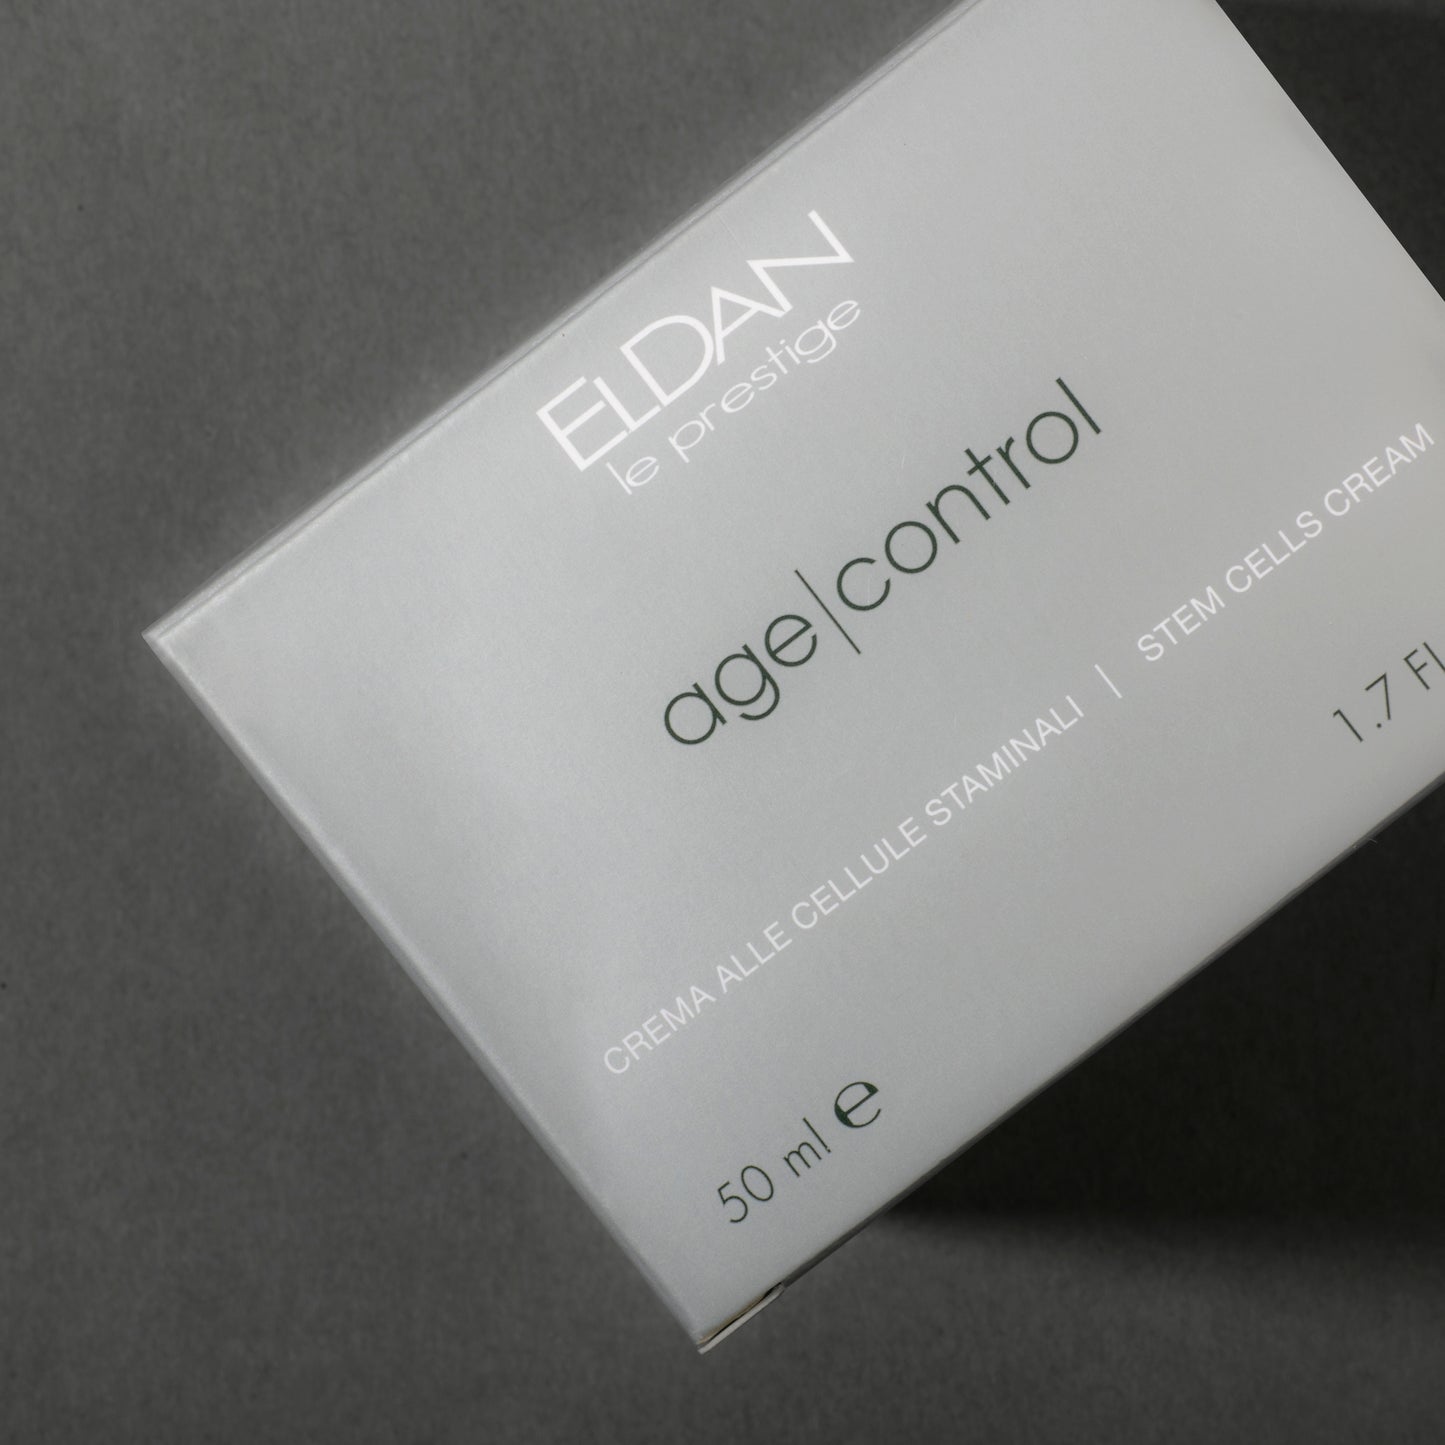 ELDAN
le prestige
age|control
CREMA ALLE CELLULE STAMINALI | STEM CELLS CREAM
50 ml ℮ 1.7 Fl